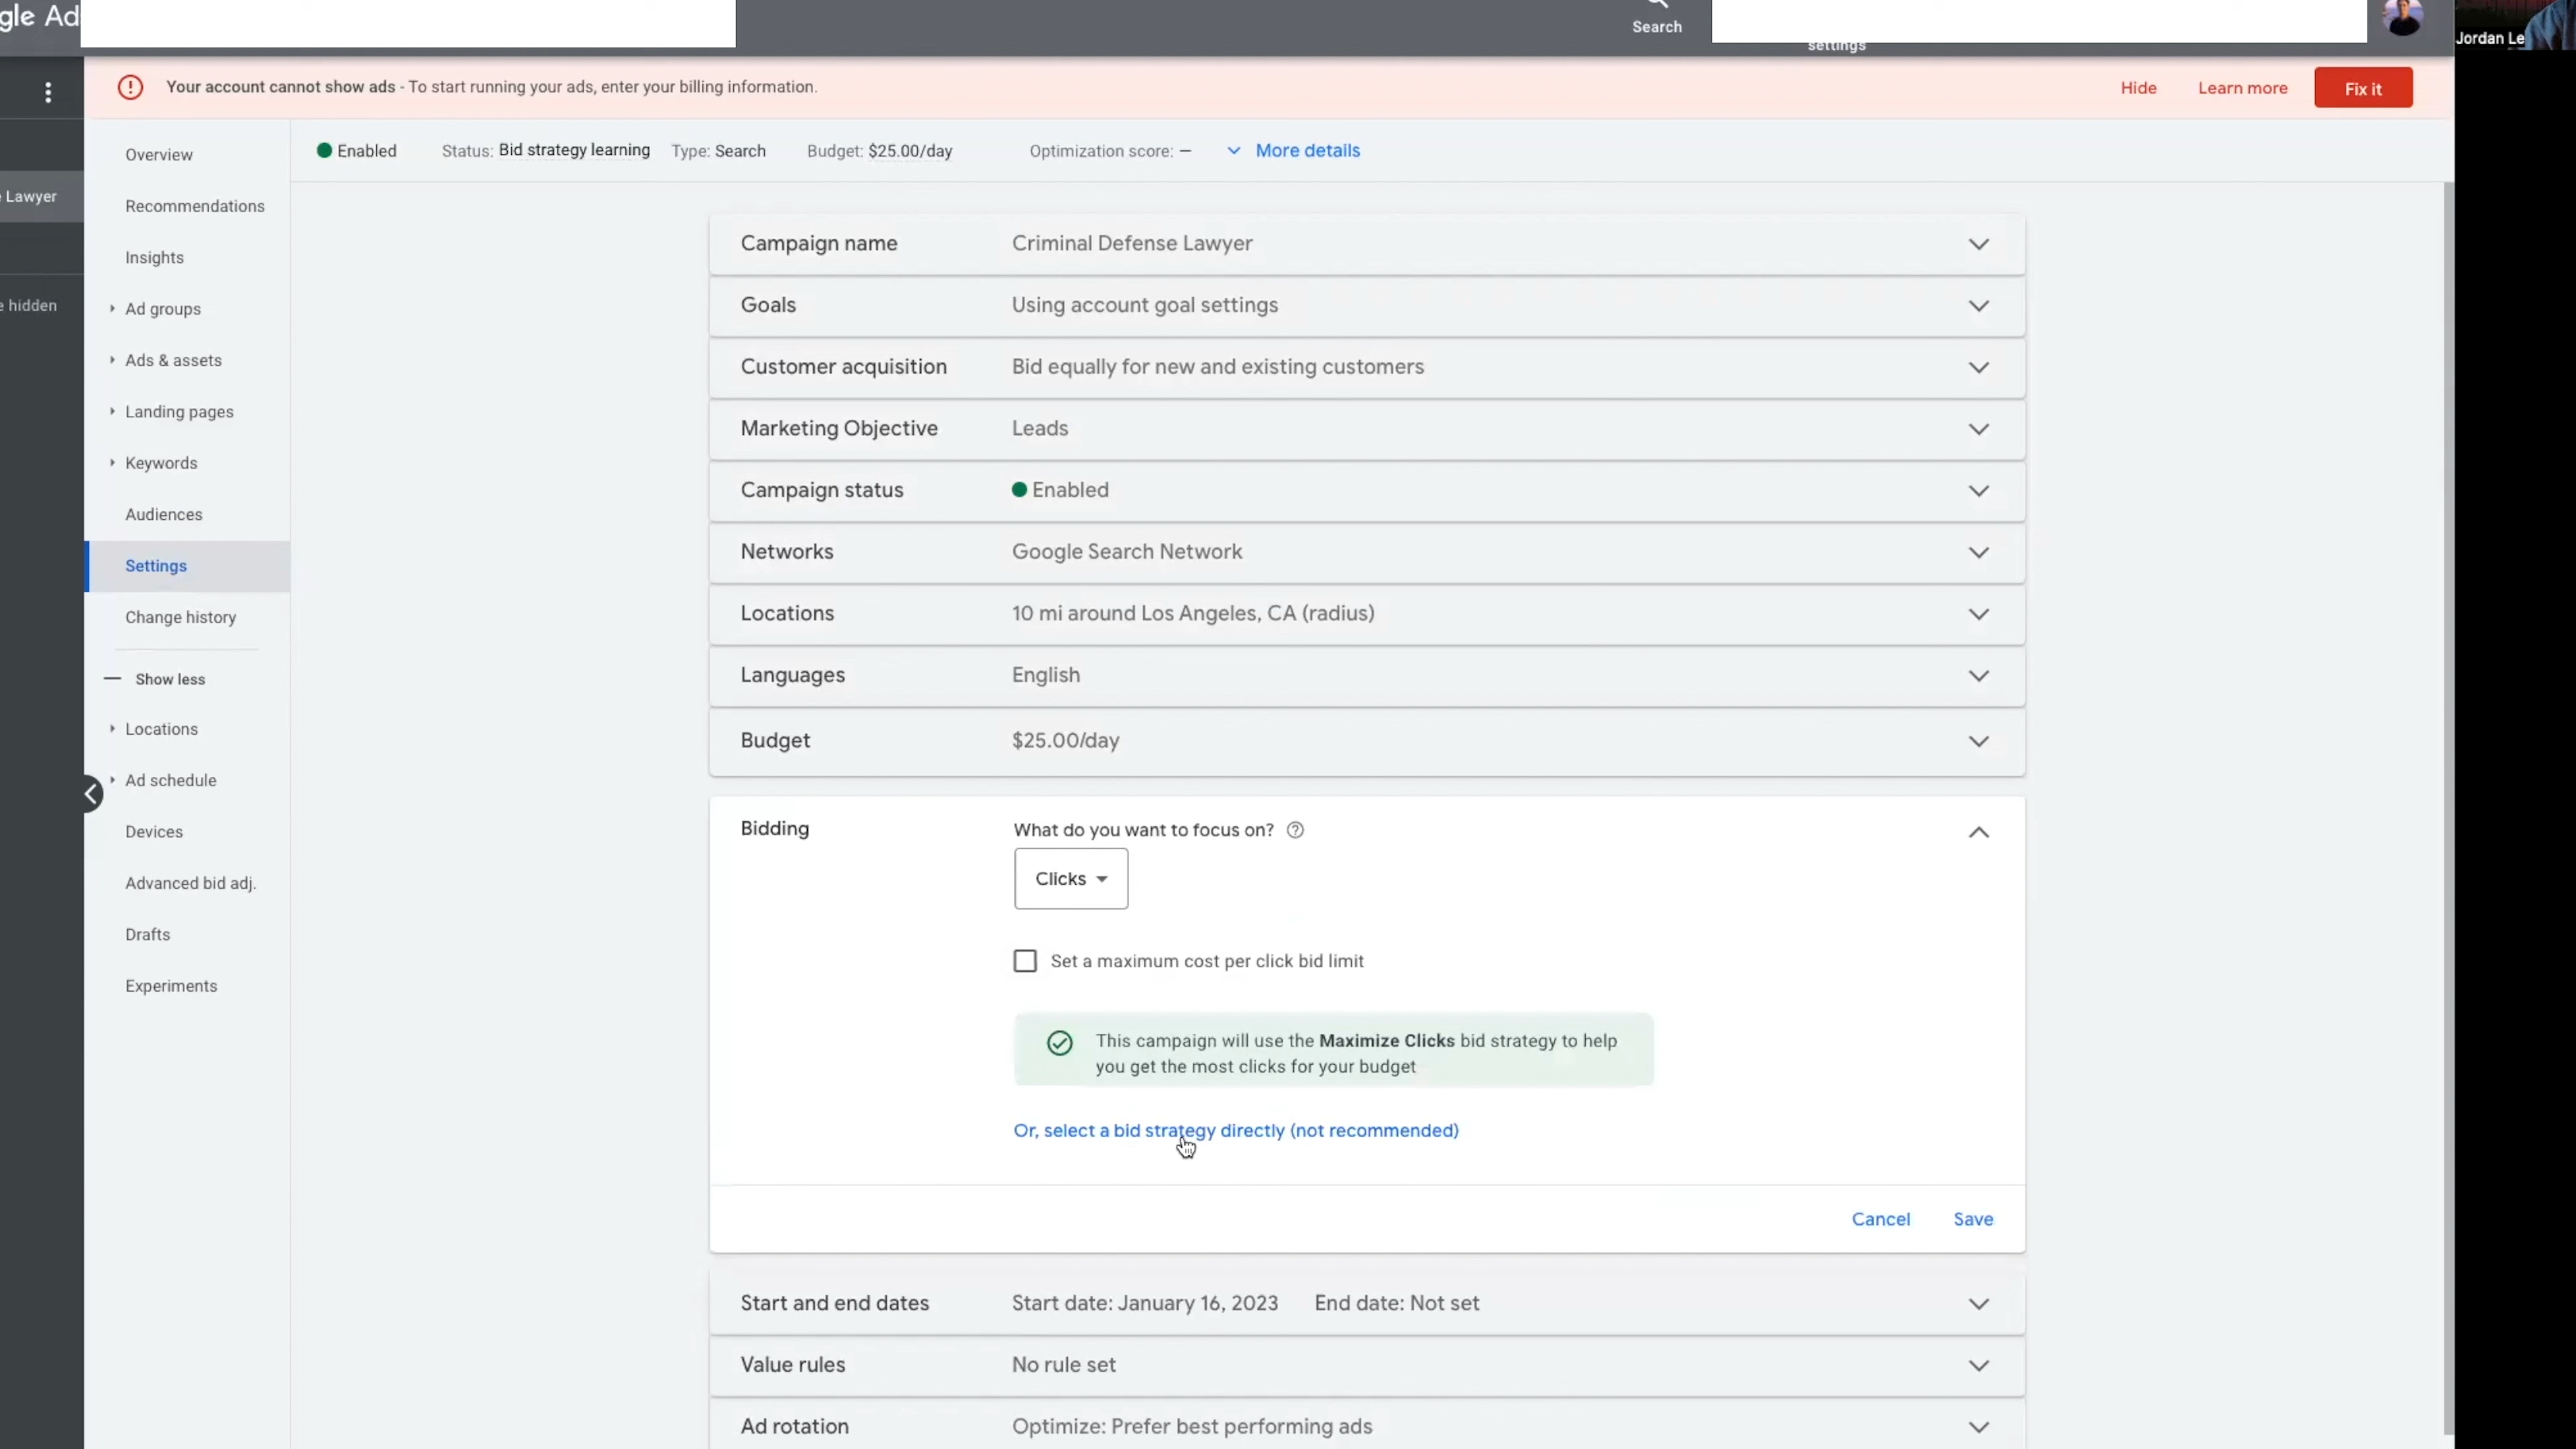 gle Ad
Search
settings
Jordan Le
Your account cannot show ads - To start running your ads, enter your billing information.
Hide
Learn more
Fix it
Enabled
Status: Bid strategy learning
Type: Search
Budget: $25.00/day
Optimization score: –
More details
e Lawyer
e hidden
Overview
Recommendations
Insights
Ad groups
Ads & assets
Landing pages
Keywords
Audiences
Settings
Change history
Show less
Locations
Ad schedule
Devices
Advanced bid adj.
Drafts
Experiments
Campaign name Criminal Defense Lawyer
Goals Using account goal settings
Customer acquisition Bid equally for new and existing customers
Marketing Objective Leads
Campaign status Enabled
Networks Google Search Network
Locations 10 mi around Los Angeles, CA (radius)
Languages English
Budget $25.00/day
Bidding What do you want to focus on?
Clicks
Set a maximum cost per click bid limit
This campaign will use the Maximize Clicks bid strategy to help
you get the most clicks for your budget
Or, select a bid strategy directly (not recommended)
Cancel Save
Start and end dates Start date: January 16, 2023 End date: Not set
Value rules No rule set
Ad rotation Optimize: Prefer best performing ads